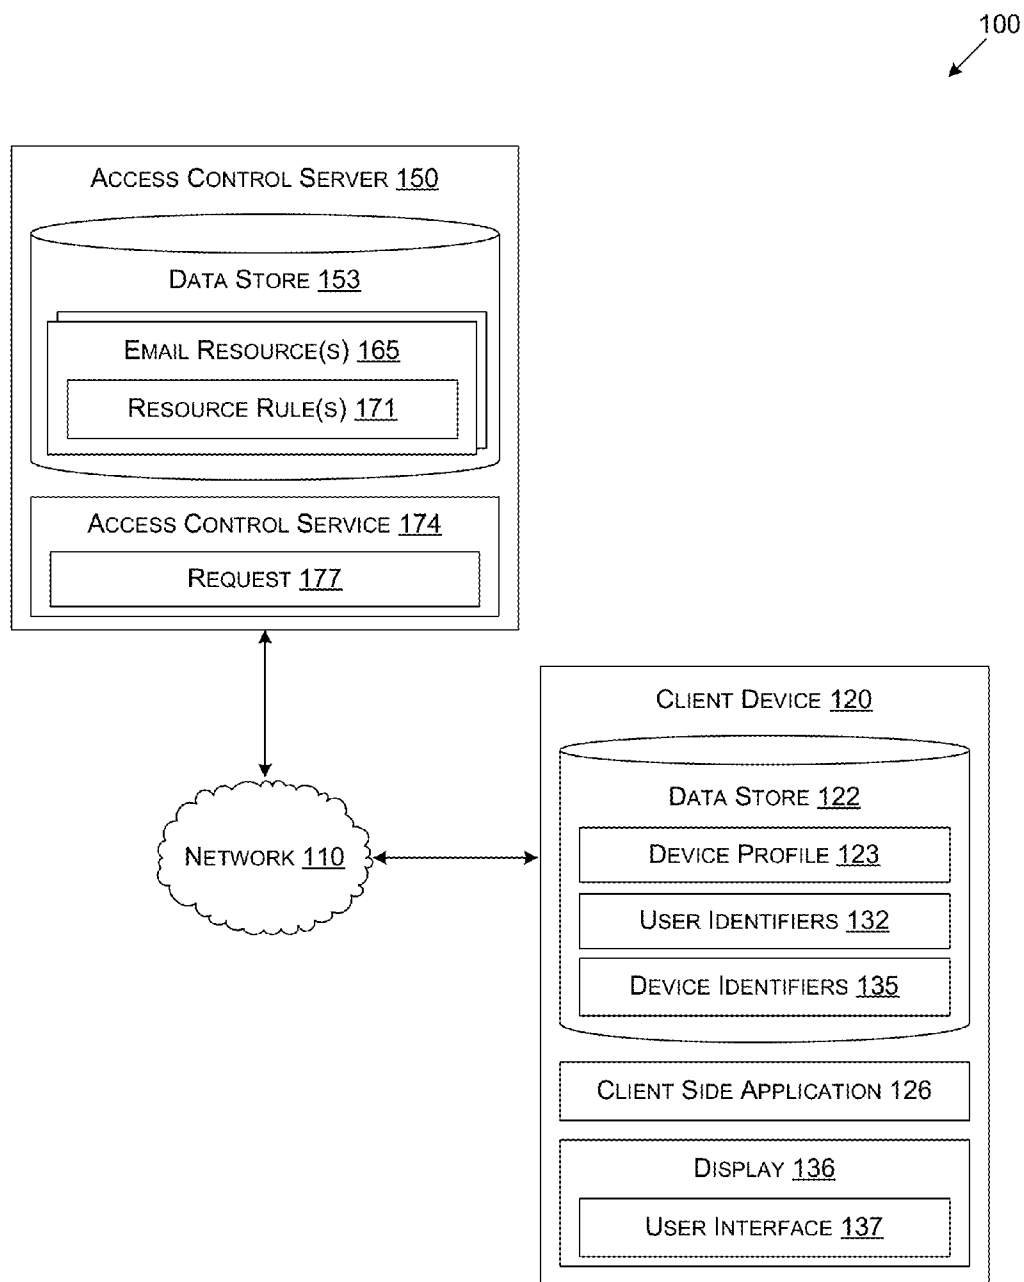 100
ACCESS CONTROL SERVER 150
DATA STORE 153
EMAIL RESOURCE(S) 165
RESOURCE RULE(S) 171
ACCESS CONTROL SERVICE 174
REQUEST 177
CLIENT DEVICE 120
DATA STORE 122
DEVICE PROFILE 123
NETWORK 110
USER IDENTIFIERS 132
DEVICE IDENTIFIERS 135
CLIENT SIDE APPLICATION 126
DISPLAY 136
USER INTERFACE 137